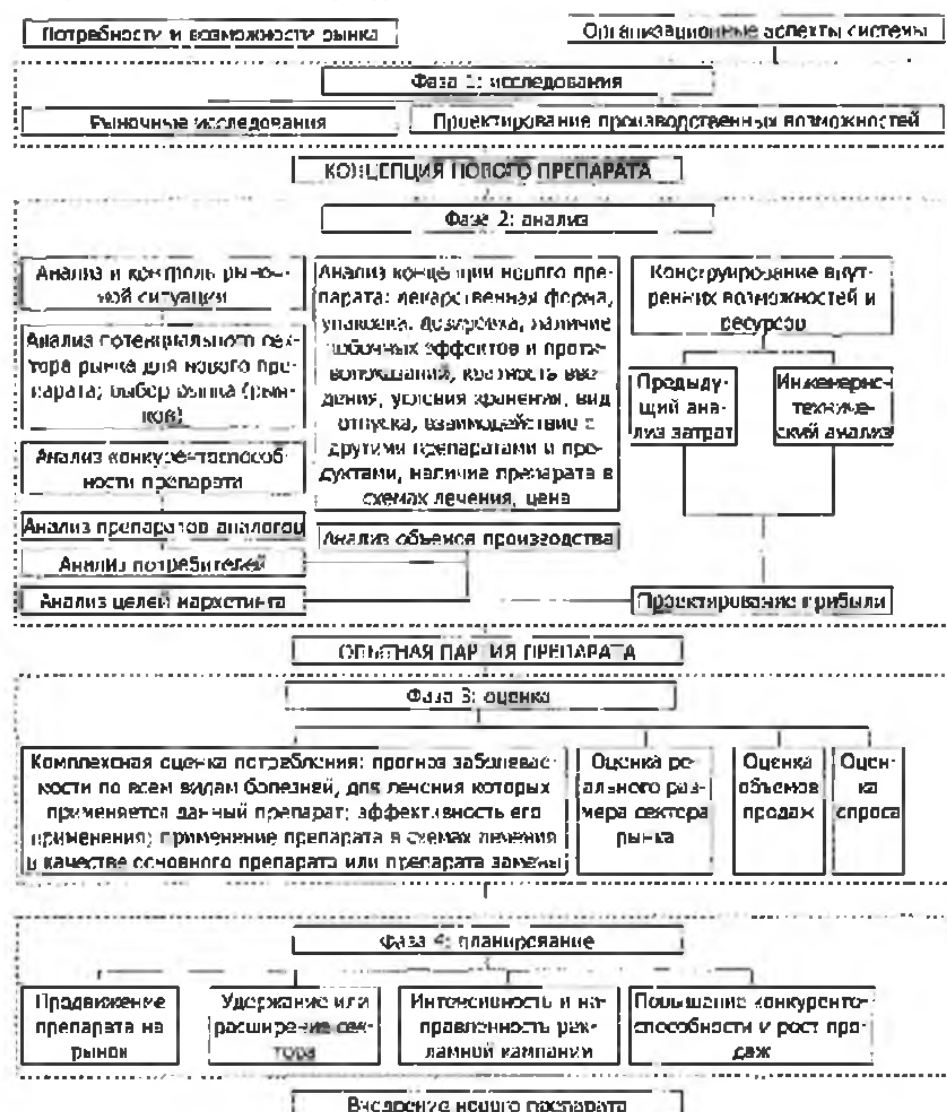 Потребности и возможности рынка
Организационные аспекты системы
Фаза 1: исследования
Рыночные исследования
Проектирование производственных возможностей
КОНЦЕПЦИЯ НОВОГО ПРЕПАРАТА
Фаза 2: анализ
Анализ и контроль рыноч-
ной ситуации
Анализ потенциального сек-
тора рынка для нового пре-
парата; выбор рынка (рын-
ков)
Анализ конкурентоспособ-
ности препарата
Анализ препаратов аналогов
Анализ потребителей
Анализ целей маркетинга
Анализ концепции нового пре-
парата: лекарственная форма,
упаковка, дозировка, наличие
побочных эффектов и проти-
вопоказаний, кратность вве-
дения, условия хранения, вид
отпуска, взаимодействие с
другими препаратами и про-
дуктами, наличие препарата в
схемах лечения, цена
Анализ объемов производства
Конструирование внут-
ренних возможностей и
ресурсов
Предыду-
щий ана-
лиз затрат
Инженерно-
техниче-
ский анализ
Проектирование прибыли
ОПЫТНАЯ ПАРТИЯ ПРЕПАРАТА
Фаза 3: оценка
Комплексная оценка потребления: прогноз заболевае-
мости по всем видам болезней, для лечения которых
применяется данный препарат; эффективность его
применения; применение препарата в схемах лечения
в качестве основного препарата или препарата замены
Оценка ре-
ального раз-
мера сектора
рынка
Оценка
объемов
продаж
Оцен-
ка
спроса
Фаза 4: планирование
Продвижение
препарата на
рынок
Удержание или
расширение сек-
тора
Интенсивность и на-
правленность рек-
ламной кампании
Повышение конкуренто-
способности и рост про-
даж
Внедрение нового препарата